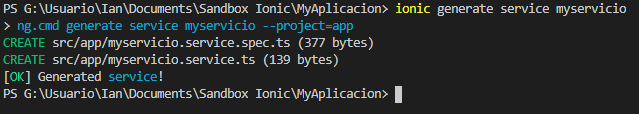 PS G:\Usuario\Ian\Documents\Sandbox Ionic\MyAplicacion> ionic generate service myservicio
> ng.cmd generate service myservicio --project=app
CREATE src/app/myservicio.service.spec.ts (377 bytes)
CREATE src/app/myservicio.service.ts (139 bytes)
[OK] Generated service!
PS G:\Usuario\Ian\Documents\Sandbox Ionic\MyAplicacion>